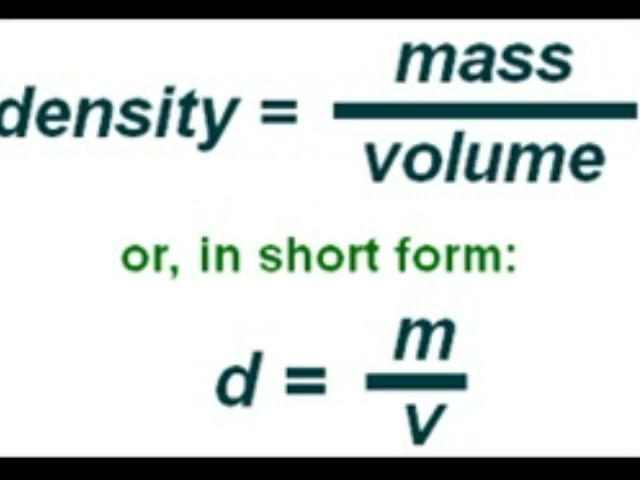 density = mass
volume
or, in short form:
d = m
v